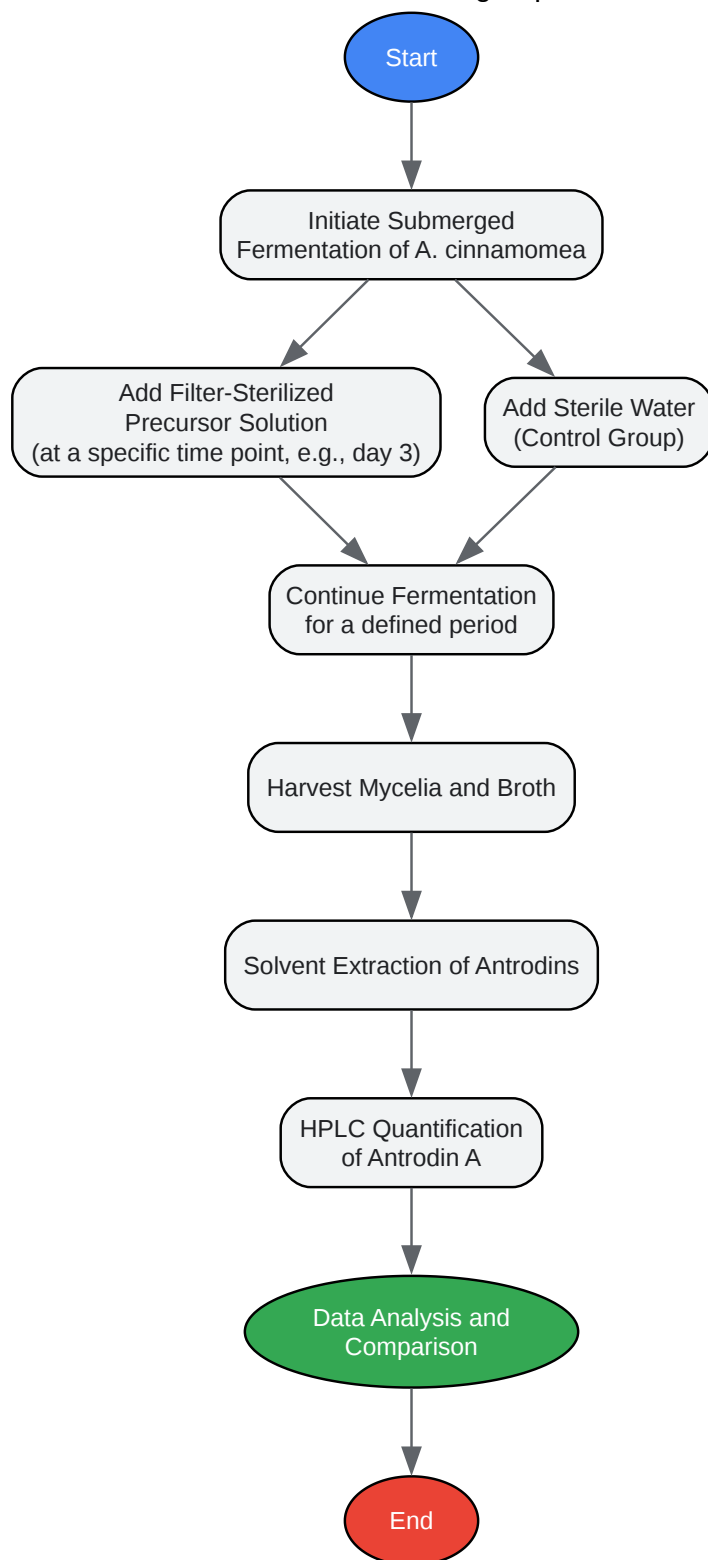 Start
Initiate Submerged
Fermentation of A. cinnamomea
Add Filter-Sterilized
Precursor Solution
(at a specific time point, e.g., day 3)
Add Sterile Water
(Control Group)
Continue Fermentation
for a defined period
Harvest Mycelia and Broth
Solvent Extraction of Antrodins
HPLC Quantification
of Antrodin A
Data Analysis and
Comparison
End